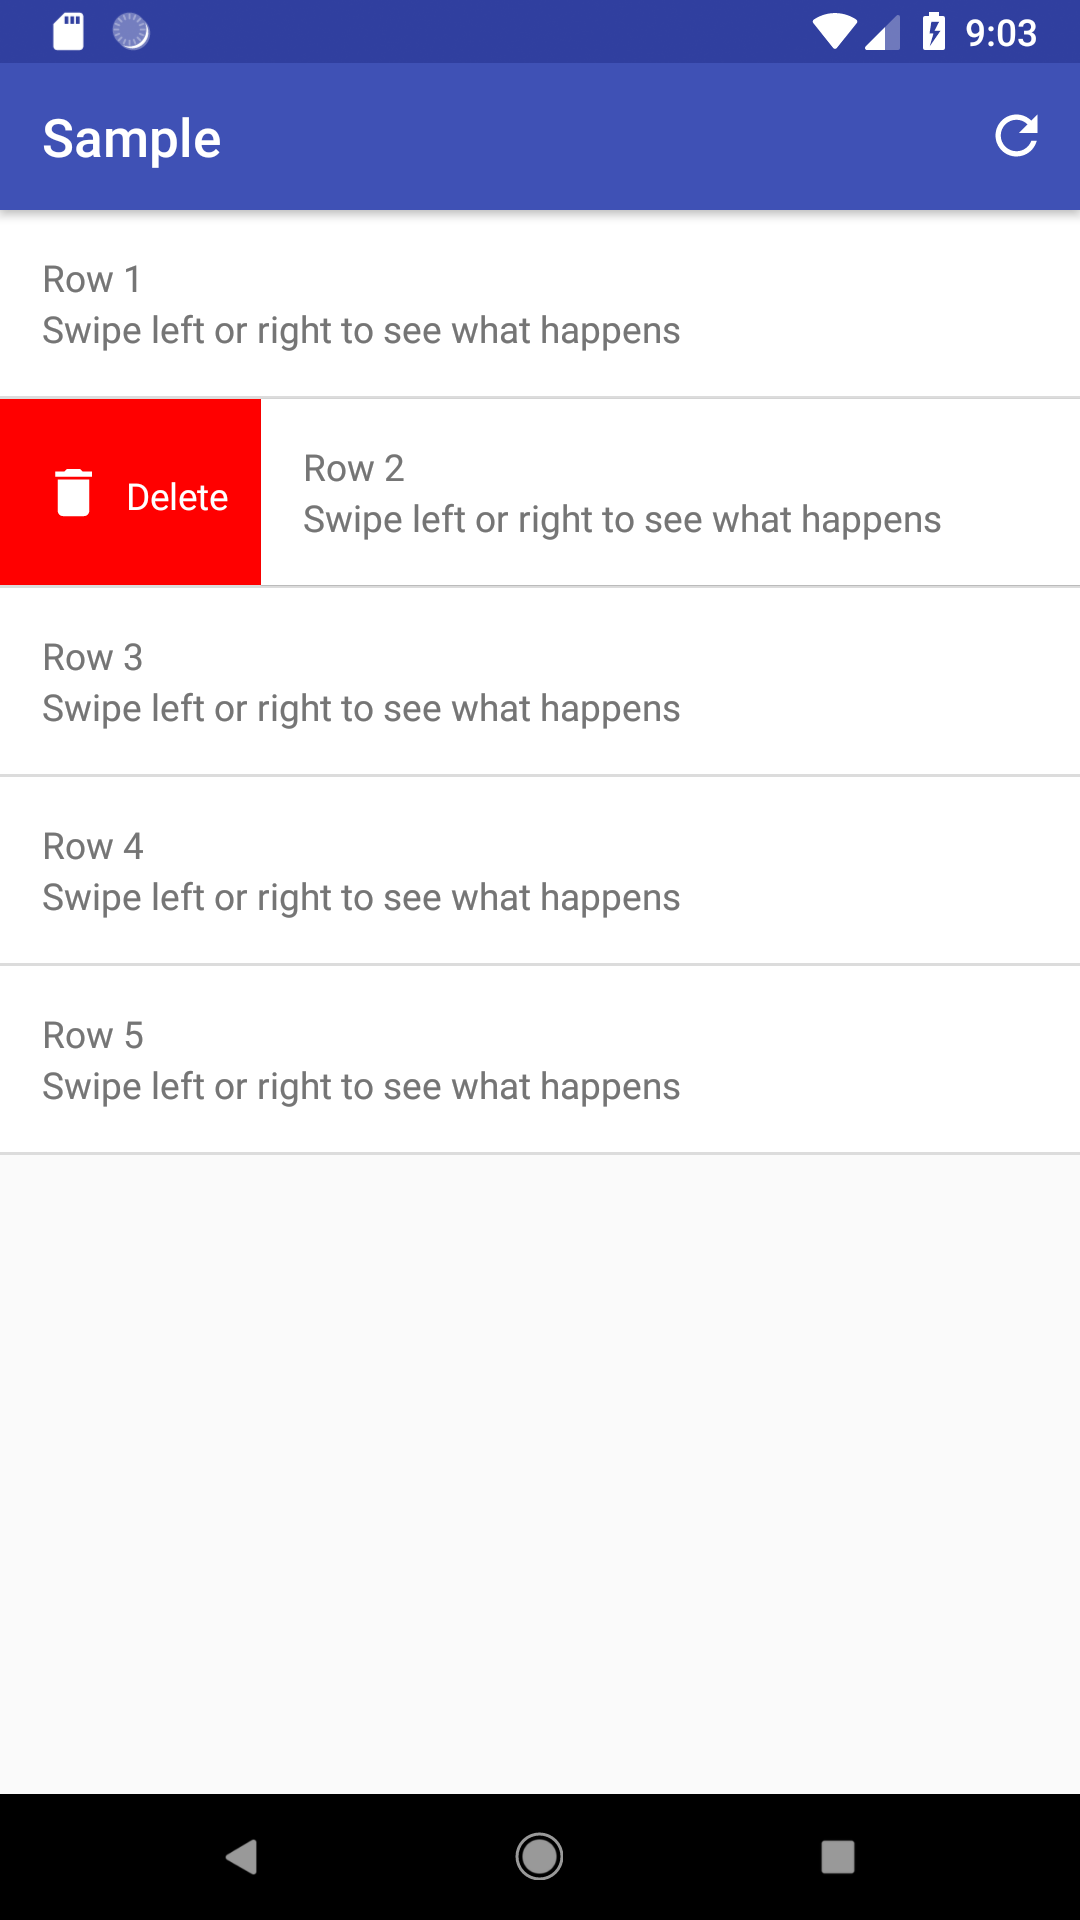 9:03
Sample
Row 1
Swipe left or right to see what happens
Delete
Row 2
Swipe left or right to see what happens
Row 3
Swipe left or right to see what happens
Row 4
Swipe left or right to see what happens
Row 5
Swipe left or right to see what happens